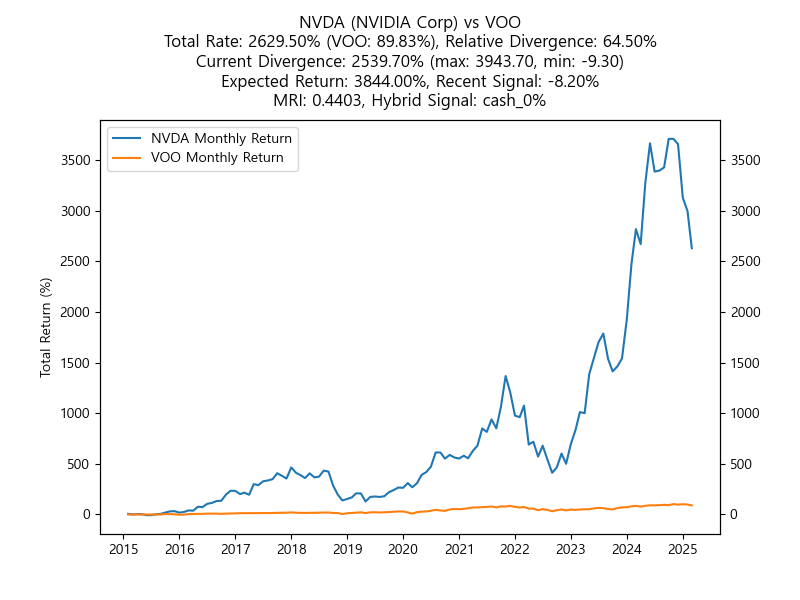 NVDA (NVIDIA Corp) vs VOO
Total Rate: 2629.50% (VOO: 89.83%), Relative Divergence: 64.50%
Current Divergence: 2539.70% (max: 3943.70, min: -9.30)
Expected Return: 3844.00%, Recent Signal: -8.20%
MRI: 0.4403, Hybrid Signal: cash_0%
NVDA Monthly Return
VOO Monthly Return
Total Return (%)
3500
3000
2500
2000
1500
1000
500
0
3500
3000
2500
2000
1500
1000
500
0
2015 2016 2017 2018 2019 2020 2021 2022 2023 2024 2025